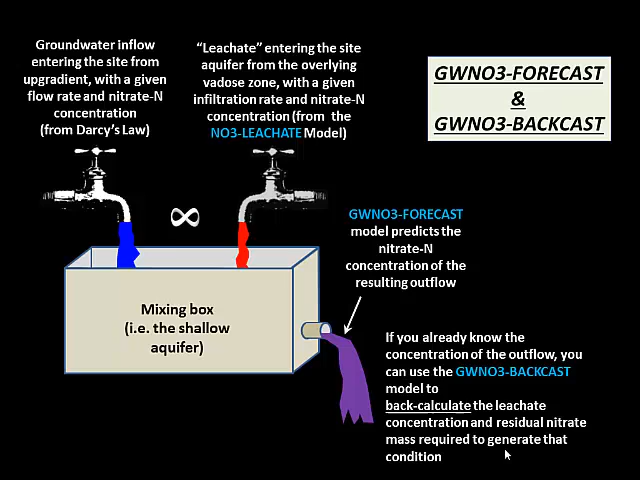 Groundwater inflow
entering the site from
upgradient, with a given
flow rate and nitrate-N
concentration
(from Darcy's Law)
“Leachate” entering the site
aquifer from the overlying
vadose zone, with a given
infiltration rate and nitrate-N
concentration (from the
NO3-LEACHATE Model)
GWNO3-FORECAST
&
GWNO3-BACKCAST
∞
GWNO3-FORECAST
model predicts the
nitrate-N
concentration of the
resulting outflow
Mixing box
(i.e. the shallow
aquifer)
If you already know the
concentration of the outflow, you
can use the GWNO3-BACKCAST
model to
back-calculate the leachate
concentration and residual nitrate
mass required to generate that
condition